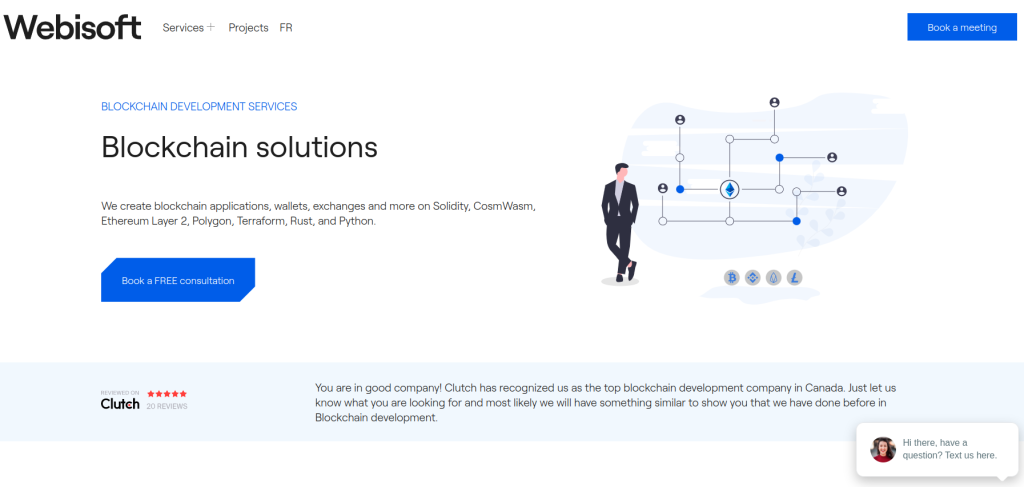 Webisoft
Services
Projects
FR
Book a meeting
BLOCKCHAIN DEVELOPMENT SERVICES
Blockchain solutions
We create blockchain applications, wallets, exchanges and more on Solidity, CosmWasm,
Ethereum Layer 2, Polygon, Terraform, Rust, and Python.
Book a FREE consultation
REVIEWED ON
Clutch
20 REVIEWS
You are in good company! Clutch has recognized us as the top blockchain development company in Canada. Just let us
know what you are looking for and most likely we will have something similar to show you that we have done before in
Blockchain development.
Hi there, have a
question? Text us here.